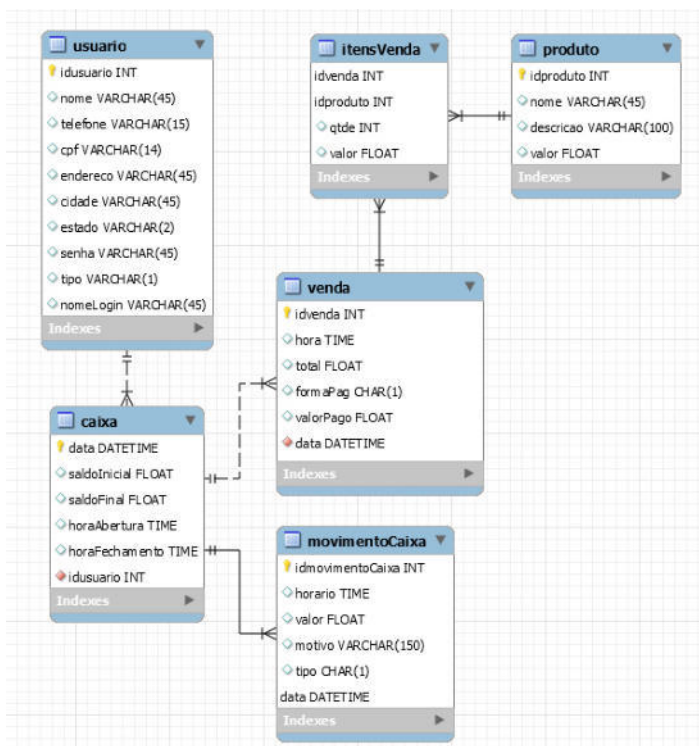 usuario
idusuario INT
nome VARCHAR(45)
telefone VARCHAR(15)
cpf VARCHAR(14)
endereco VARCHAR(45)
cidade VARCHAR(45)
estado VARCHAR(2)
senha VARCHAR(45)
tipo VARCHAR(1)
nomeLogin VARCHAR(45)
Indexes
itensVenda
idvenda INT
idproduto INT
qtde INT
valor FLOAT
Indexes
produto
idproduto INT
nome VARCHAR(45)
descricao VARCHAR(100)
valor FLOAT
Indexes
venda
idvenda INT
hora TIME
total FLOAT
formaPag CHAR(1)
valorPago FLOAT
data DATETIME
Indexes
caixa
data DATETIME
saldoInicial FLOAT
saldoFinal FLOAT
horaAbertura TIME
horaFechamento TIME
idusuario INT
Indexes
movimentoCaixa
idmovimentoCaixa INT
horario TIME
valor FLOAT
motivo VARCHAR(150)
tipo CHAR(1)
data DATETIME
Indexes